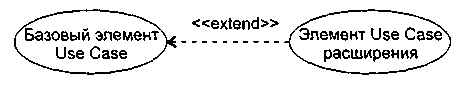 <<extend>>
Базовый элемент
Use Case
Элемент Use Case
расширения